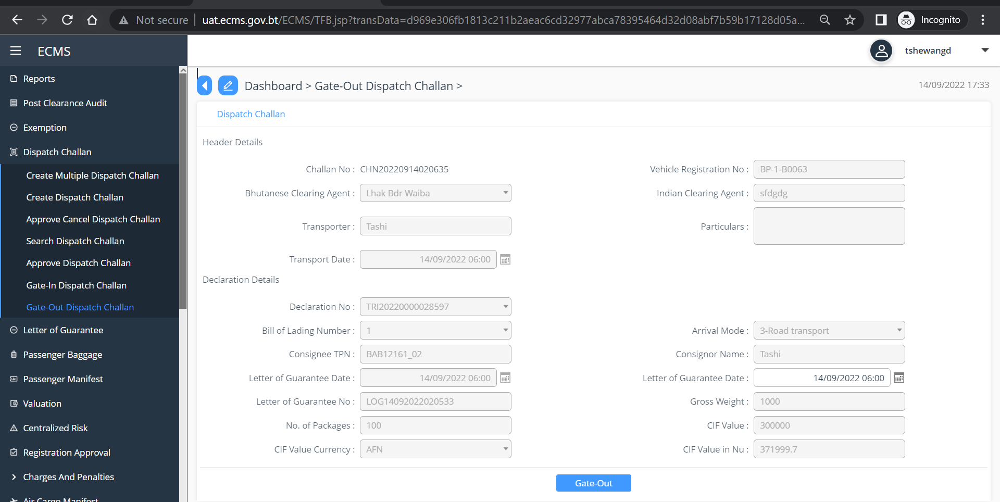 Not secure | uat.ecms.gov.bt/ECMS/TFB.jsp?transData=d969e306fb1813c211b2aeac6cd32977abca78395464d32d08abf7b59b17128d05a...
Incognito
ECMS
tshewangd
Reports
Post Clearance Audit
Exemption
Dispatch Challan
Create Multiple Dispatch Challan
Create Dispatch Challan
Approve Cancel Dispatch Challan
Search Dispatch Challan
Approve Dispatch Challan
Gate-In Dispatch Challan
Gate-Out Dispatch Challan
Letter of Guarantee
Passenger Baggage
Passenger Manifest
Valuation
Centralized Risk
Registration Approval
Charges And Penalties
Air Cargo Manifest
Dashboard > Gate-Out Dispatch Challan >
14/09/2022 17:33
Dispatch Challan
Header Details
Challan No : CHN20220914020635
Vehicle Registration No : BP-1-B0063
Bhutanese Clearing Agent : Lhak Bdr Waiba
Indian Clearing Agent : sfdgdg
Transporter : Tashi
Particulars :
Transport Date : 14/09/2022 06:00
Declaration Details
Declaration No : TRI20220000028597
Bill of Lading Number : 1
Arrival Mode : 3-Road transport
Consignee TPN : BAB12161_02
Consignor Name : Tashi
Letter of Guarantee Date : 14/09/2022 06:00
Letter of Guarantee Date : 14/09/2022 06:00
Letter of Guarantee No : LOG14092022020533
Gross Weight : 1000
No. of Packages : 100
CIF Value : 300000
CIF Value Currency : AFN
CIF Value in Nu : 371999.7
Gate-Out